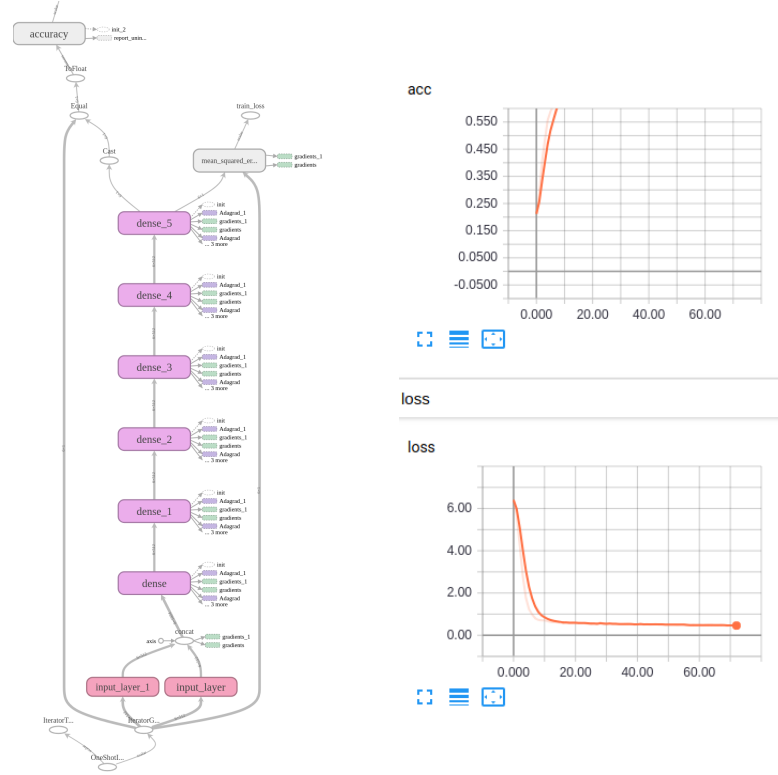 accuracy
init_2
report_unin...
ToFloat
Equal
train_loss
Cast
mean_squared_er...
gradients_1
gradients
dense_5
init
Adagrad_1
gradients_1
gradients
Adagrad
... 3 more
dense_4
init
Adagrad_1
gradients_1
gradients
Adagrad
... 3 more
dense_3
init
Adagrad_1
gradients_1
gradients
Adagrad
... 3 more
dense_2
init
Adagrad_1
gradients_1
gradients
Adagrad
... 3 more
dense_1
init
Adagrad_1
gradients_1
gradients
Adagrad
... 3 more
dense
init
Adagrad_1
gradients_1
gradients
Adagrad
... 3 more
concat
axis
gradients_1
gradients
input_layer_1
input_layer
IteratorT...
IteratorG...
OneShotI...
acc
0.550
0.450
0.350
0.250
0.150
0.0500
-0.0500
0.000 20.00 40.00 60.00
loss
loss
6.00
4.00
2.00
0.00
0.000 20.00 40.00 60.00